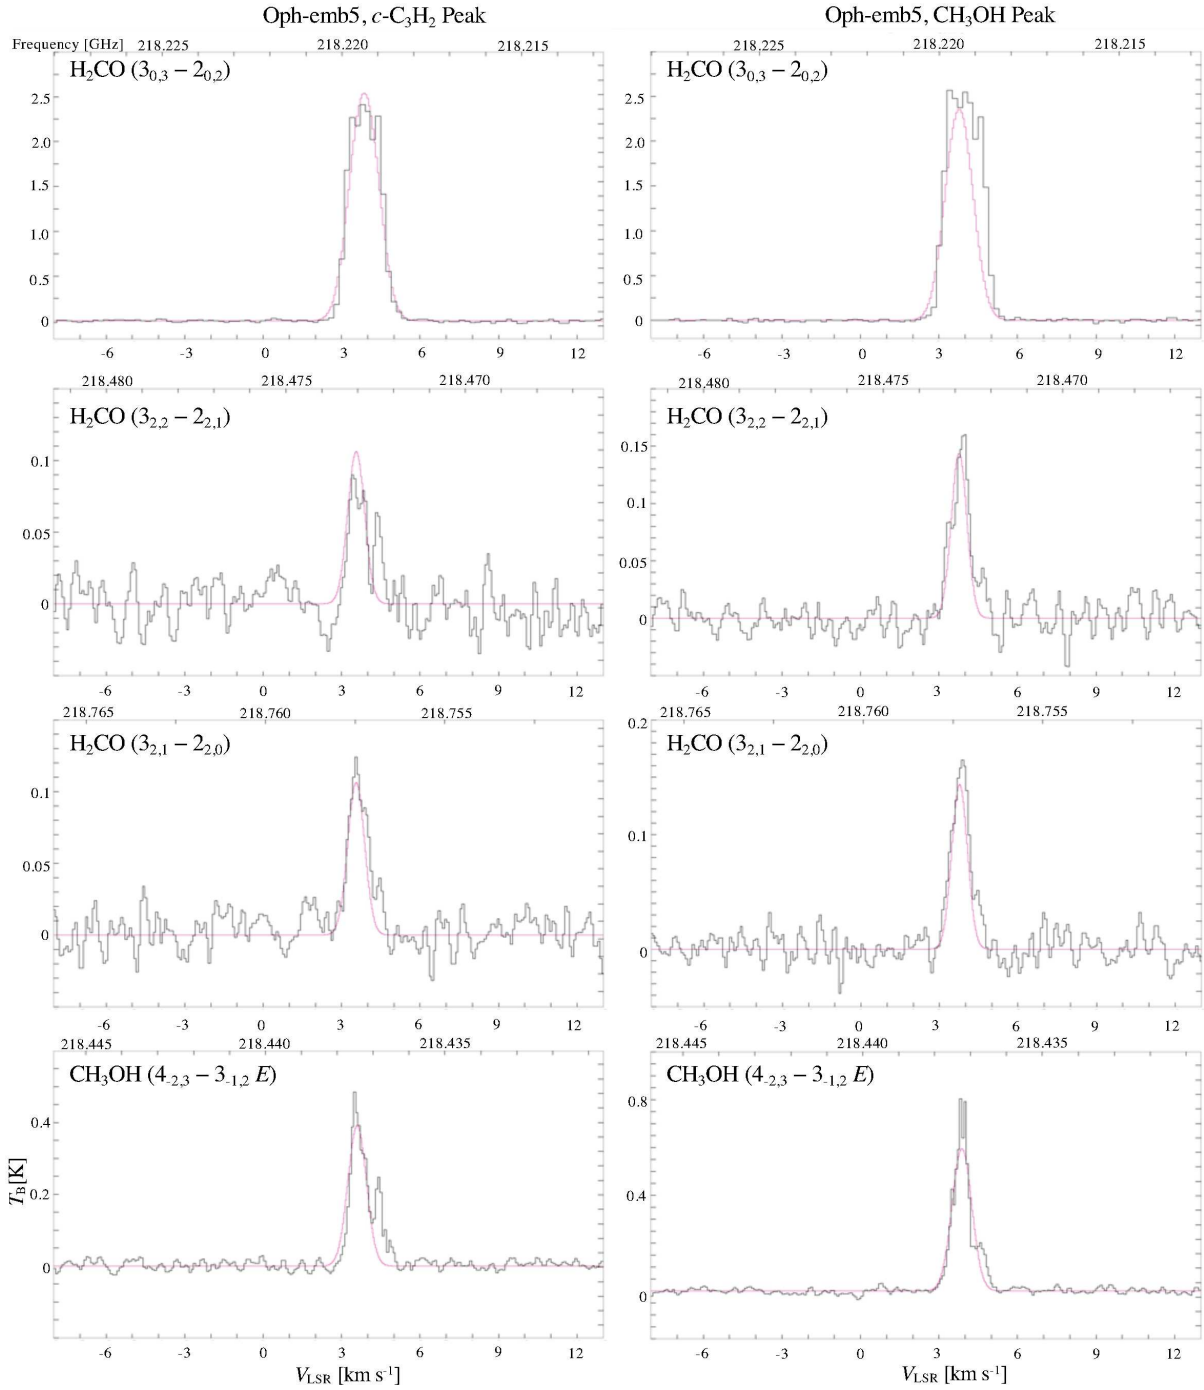 Oph-emb5, c-C₃H₂ Peak
Oph-emb5, CH₃OH Peak
Frequency [GHz] 218.225 218.220 218.215
218.225 218.220 218.215
H₂CO (3₀,₃ − 2₀,₂)
H₂CO (3₀,₃ − 2₀,₂)
2.5
2.0
1.5
1.0
0.5
0
2.5
2.0
1.5
1.0
0.5
0
-6 -3 0 3 6 9 12
-6 -3 0 3 6 9 12
218.480 218.475 218.470
218.480 218.475 218.470
H₂CO (3₂,₂ − 2₂,₁)
H₂CO (3₂,₂ − 2₂,₁)
0.1
0.05
0
0.15
0.1
0.05
0
-6 -3 0 3 6 9 12
-6 -3 0 3 6 9 12
218.765 218.760 218.755
218.765 218.760 218.755
H₂CO (3₂,₁ − 2₂,₀)
H₂CO (3₂,₁ − 2₂,₀)
0.1
0.05
0
0.2
0.1
0
-6 -3 0 3 6 9 12
-6 -3 0 3 6 9 12
218.445 218.440 218.435
218.445 218.440 218.435
CH₃OH (4₋₂,₃ − 3₋₁,₂ E)
CH₃OH (4₋₂,₃ − 3₋₁,₂ E)
0.4
0.2
0
T_B[K]
0.8
0.4
0
-6 -3 0 3 6 9 12
-6 -3 0 3 6 9 12
V_LSR [km s⁻¹]
V_LSR [km s⁻¹]